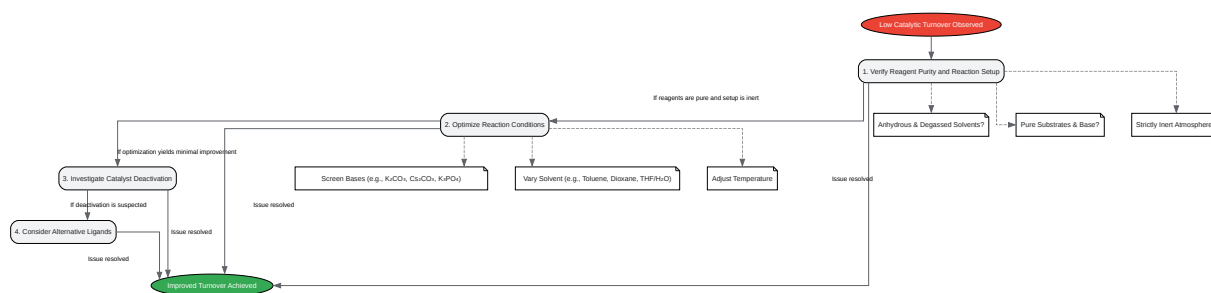 Low Catalytic Turnover Observed
1. Verify Reagent Purity and Reaction Setup
If reagents are pure and setup is inert
2. Optimize Reaction Conditions
Anhydrous & Degassed Solvents?
Pure Substrates & Base?
Strictly Inert Atmosphere
If optimization yields minimal improvement
3. Investigate Catalyst Deactivation
Screen Bases (e.g., K₂CO₃, Cs₂CO₃, K₃PO₄)
Vary Solvent (e.g., Toluene, Dioxane, THF/H₂O)
Adjust Temperature
Issue resolved
If deactivation is suspected
Issue resolved
4. Consider Alternative Ligands
Issue resolved
Issue resolved
Improved Turnover Achieved